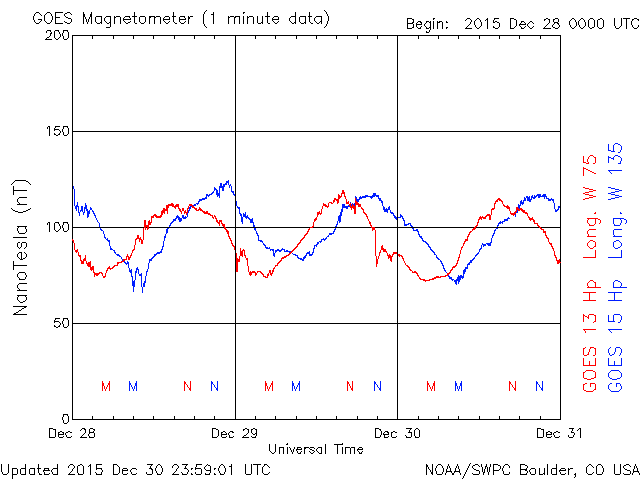 GOES Magnetometer (1 minute data)
Begin: 2015 Dec 28 0000 UTC
200
150
100
50
0
NanoTesla (nT)
M M N N M M N N M M N N
Dec 28 Dec 29 Dec 30 Dec 31
Universal Time
GOES 13 Hp Long. W 75
GOES 15 Hp Long. W 135
Updated 2015 Dec 30 23:59:01 UTC
NOAA/SWPC Boulder, CO USA